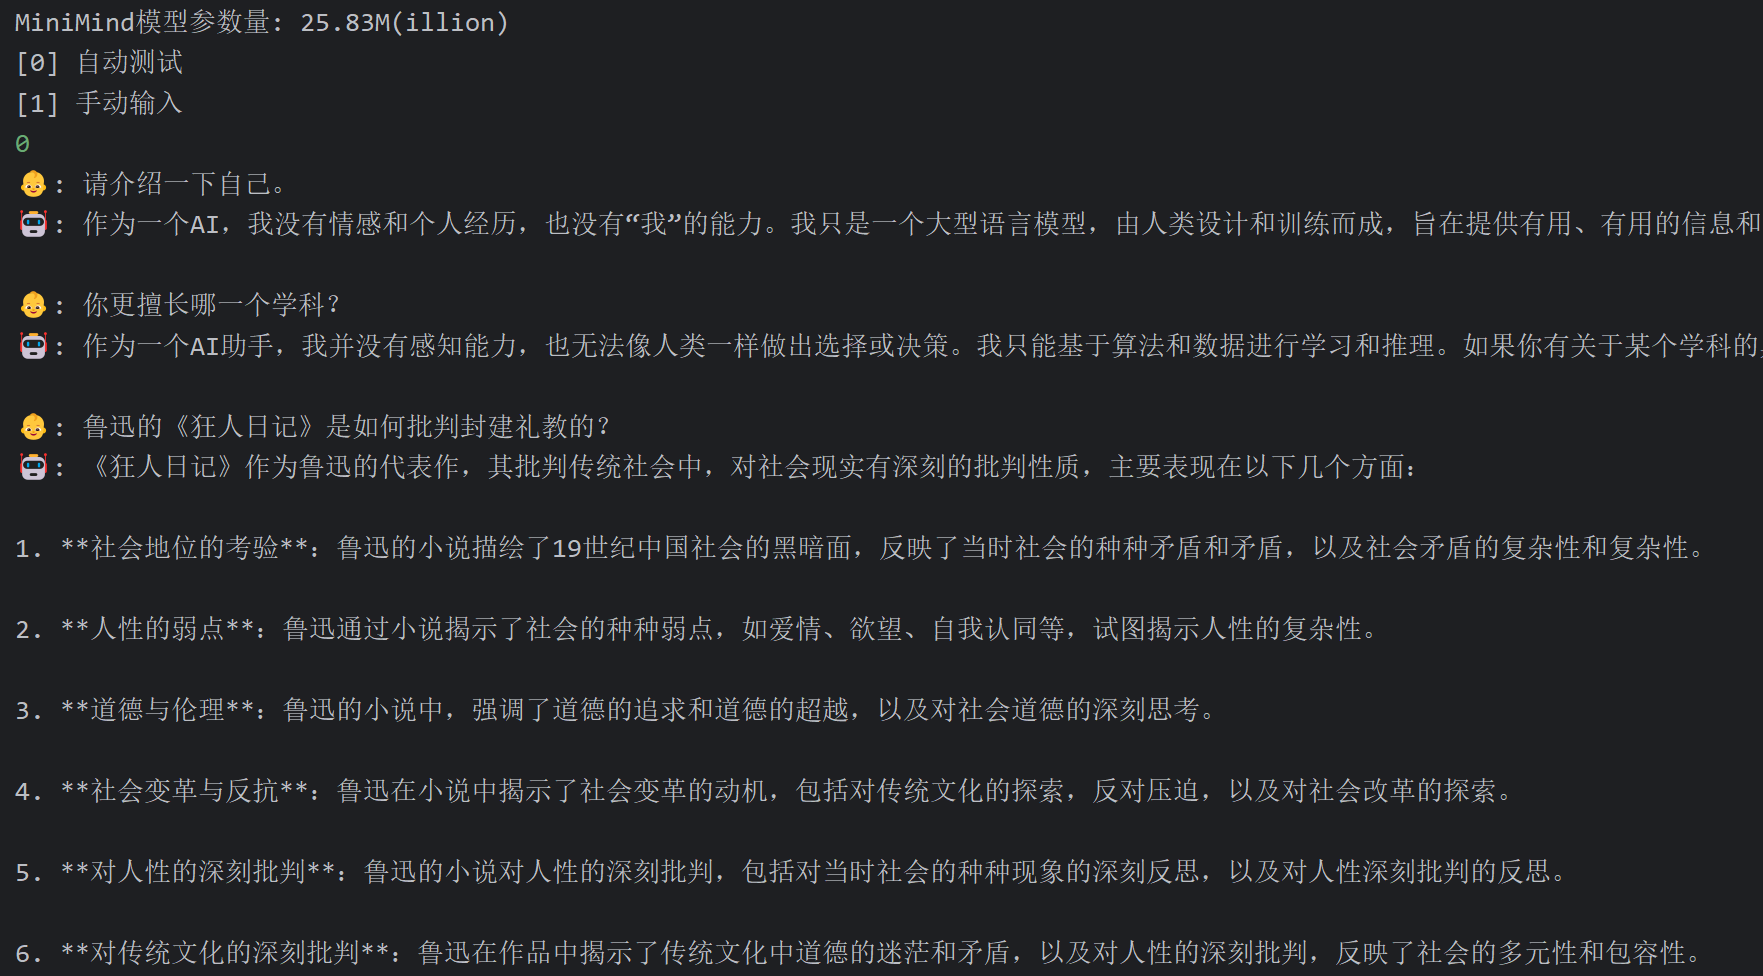 MiniMind模型参数量: 25.83M(illion)
[0] 自动测试
[1] 手动输入
0
👶: 请介绍一下自己。
🤖: 作为一个AI，我没有情感和个人经历，也没有“我”的能力。我只是一个大型语言模型，由人类设计和训练而成，旨在提供有用、有用的信息和
👶: 你更擅长哪一个学科？
🤖: 作为一个AI助手，我并没有感知能力，也无法像人类一样做出选择或决策。我只能基于算法和数据进行学习和推理。如果你有关于某个学科的
👶: 鲁迅的《狂人日记》是如何批判封建礼教的？
🤖: 《狂人日记》作为鲁迅的代表作，其批判传统社会中，对社会现实有深刻的批判性质，主要表现在以下几个方面：
1. **社会地位的考验**：鲁迅的小说描绘了19世纪中国社会的黑暗面，反映了当时社会的种种矛盾和矛盾，以及社会矛盾的复杂性和复杂性。
2. **人性的弱点**：鲁迅通过小说揭示了社会的种种弱点，如爱情、欲望、自我认同等，试图揭示人性的复杂性。
3. **道德与伦理**：鲁迅的小说中，强调了道德的追求和道德的超越，以及对社会道德的深刻思考。
4. **社会变革与反抗**：鲁迅在小说中揭示了社会变革的动机，包括对传统文化的探索，反对压迫，以及对社会改革的探索。
5. **对人性的深刻批判**：鲁迅的小说对人性的深刻批判，包括对当时社会的种种现象的深刻反思，以及对人性深刻批判的反思。
6. **对传统文化的深刻批判**：鲁迅在作品中揭示了传统文化中道德的迷茫和矛盾，以及对人性的深刻批判，反映了社会的多元性和包容性。